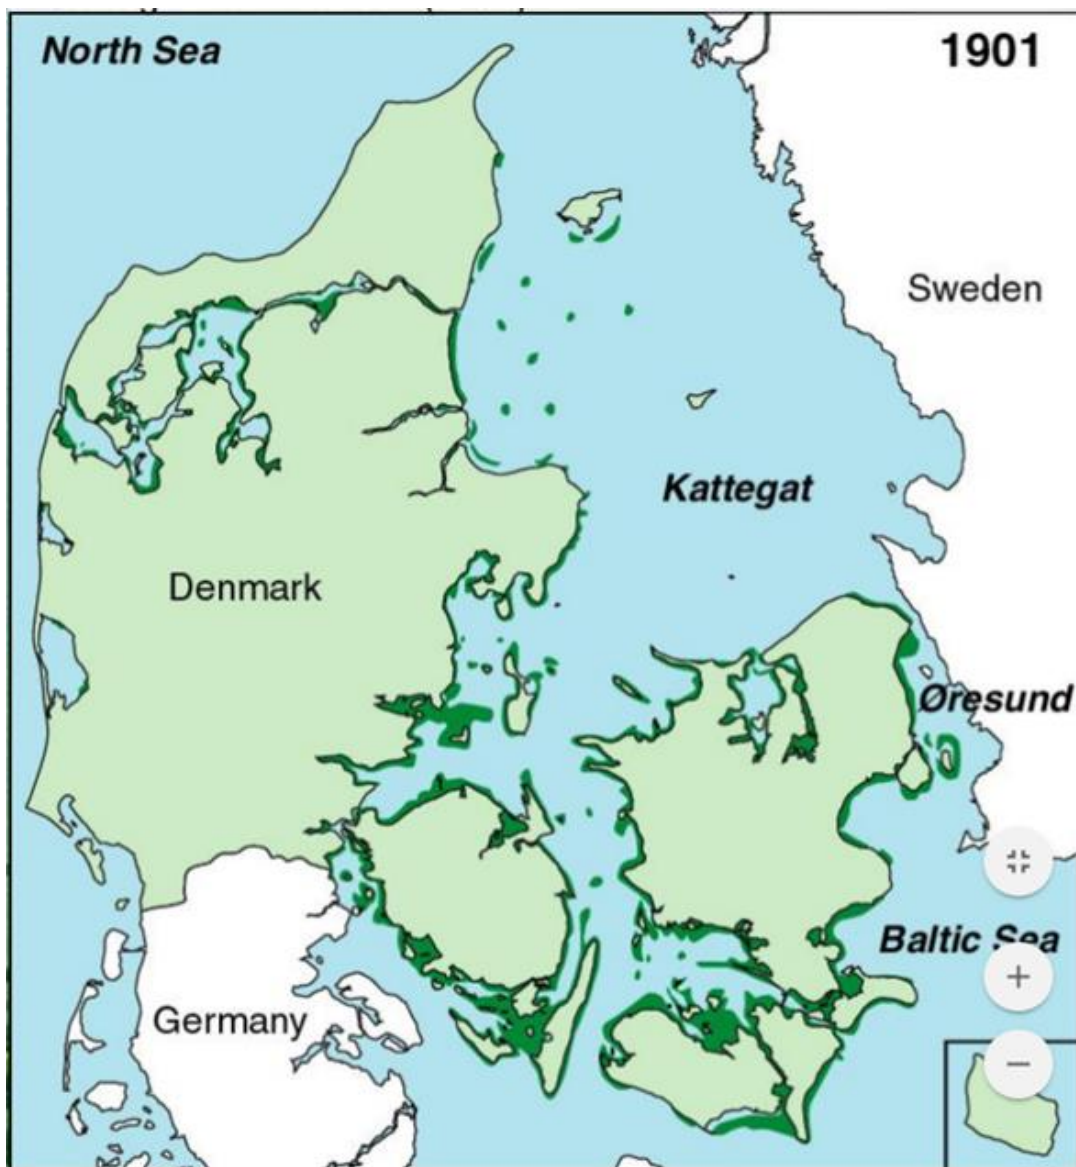 North Sea
1901
Sweden
Kattegat
Denmark
Øresund
Baltic Sea
Germany